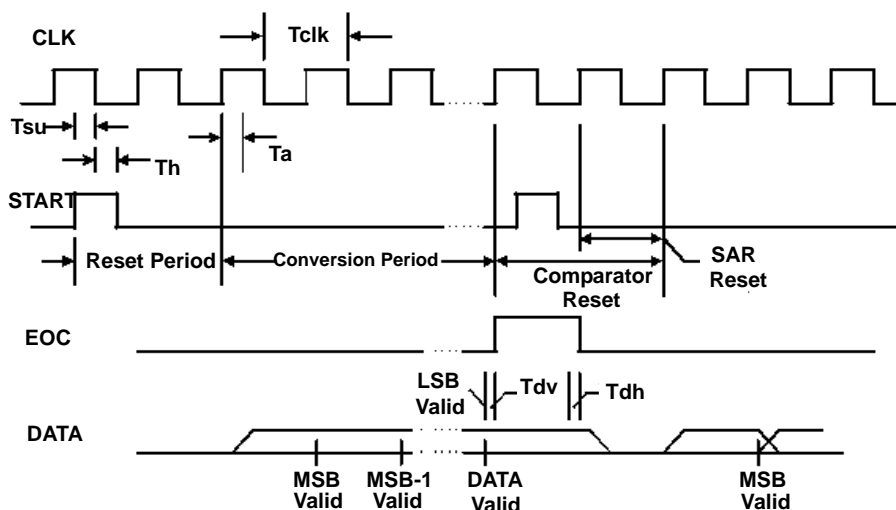 CLK
Tclk
Tsu
Th
Ta
START
Reset Period
Conversion Period
Comparator
Reset
SAR
Reset
EOC
LSB
Valid
Tdv
Tdh
DATA
MSB
Valid
MSB-1
Valid
DATA
Valid
MSB
Valid